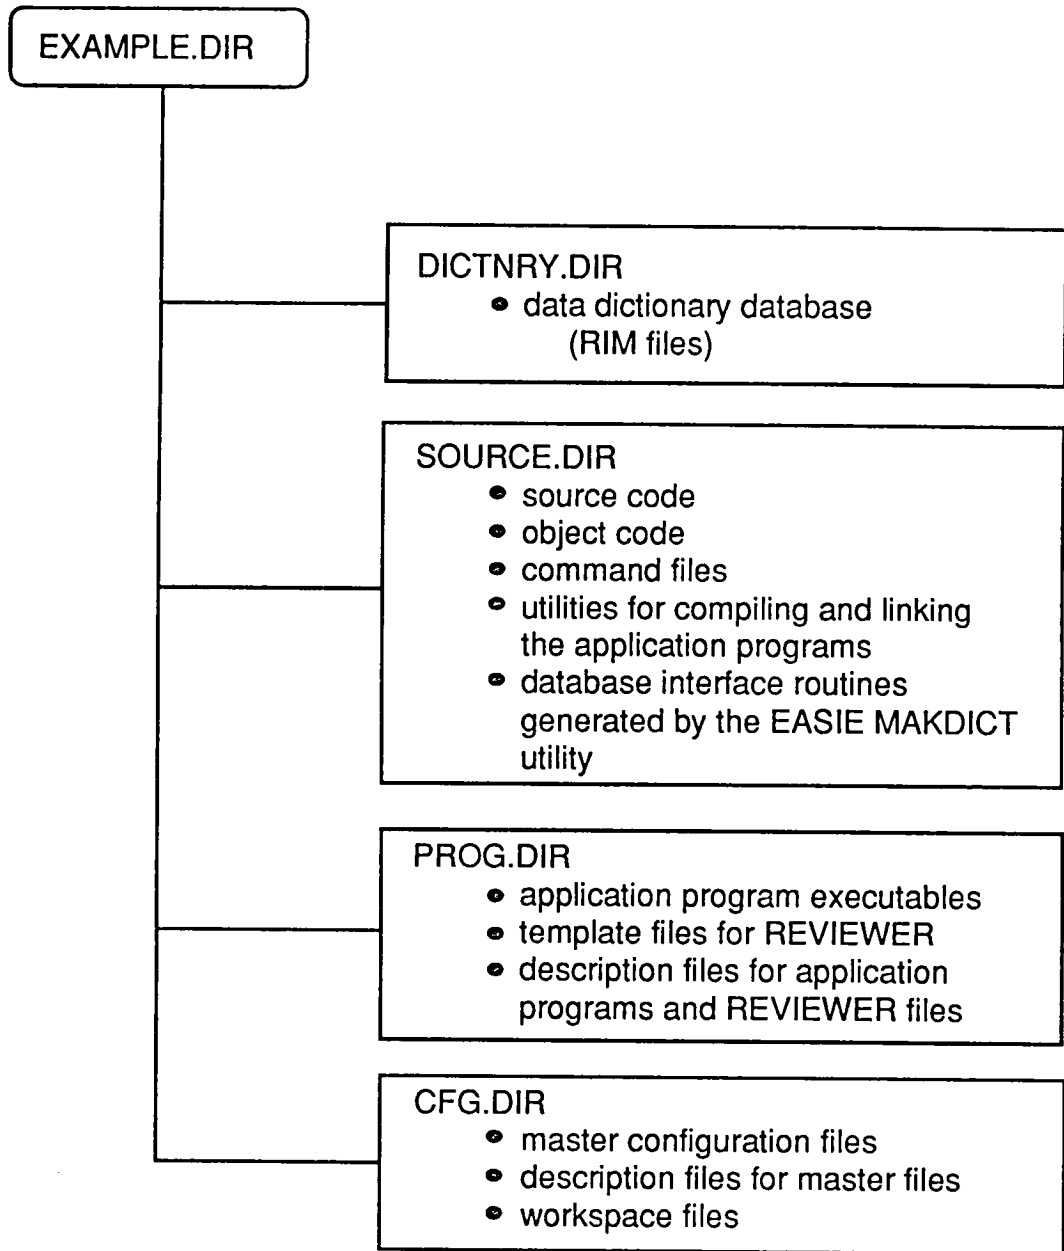 EXAMPLE.DIR
DICTNRY.DIR
• data dictionary database
(RIM files)
SOURCE.DIR
• source code
• object code
• command files
• utilities for compiling and linking
the application programs
• database interface routines
generated by the EASIE MAKDICT
utility
PROG.DIR
• application program executables
• template files for REVIEWER
• description files for application
programs and REVIEWER files
CFG.DIR
• master configuration files
• description files for master files
• workspace files